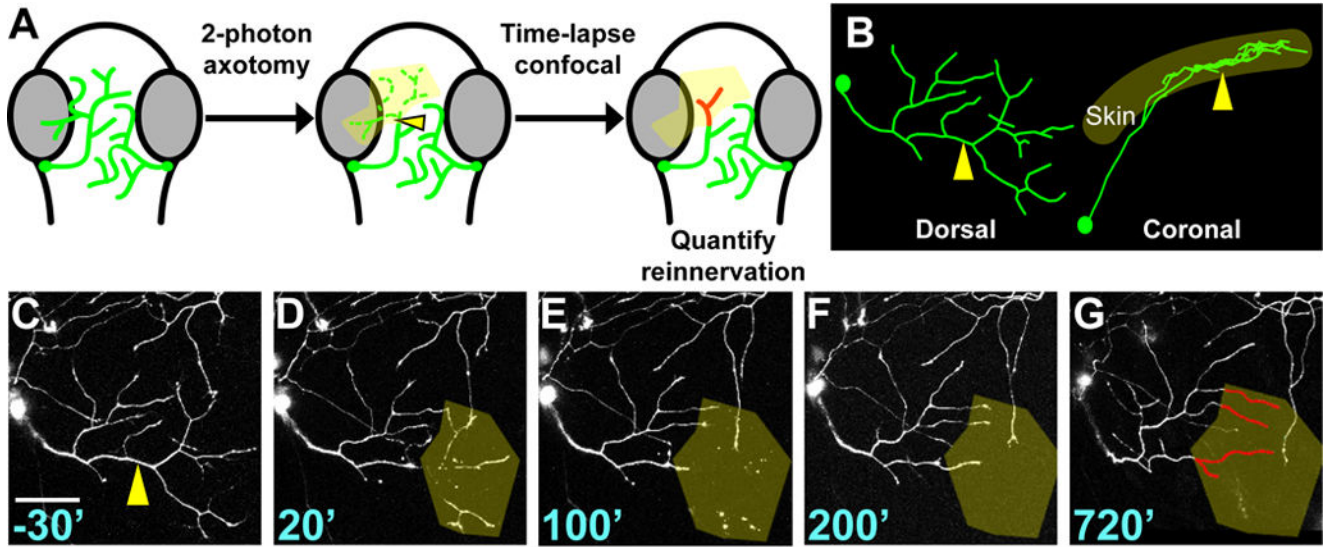 A
2-photon
axotomy
Time-lapse
confocal
Quantify
reinnervation
B
Skin
Dorsal
Coronal
C
-30’
D
20’
E
100’
F
200’
G
720’